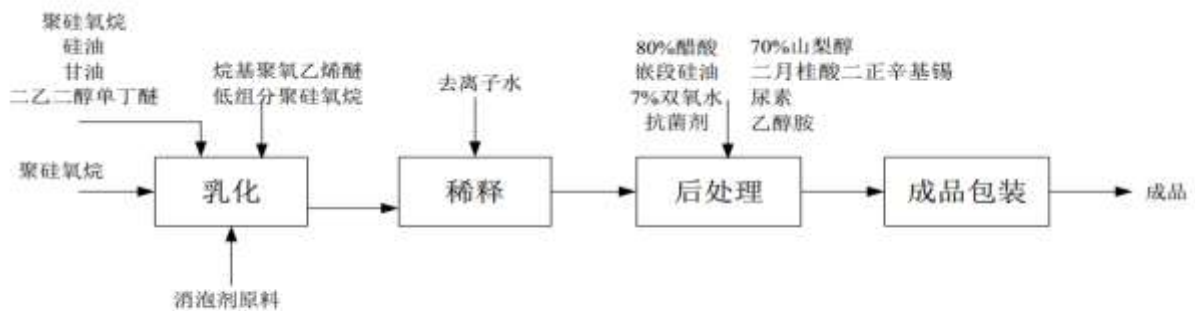 聚硅氧烷
硅油
甘油
二乙二醇单丁醚
烷基聚氧乙烯醚
低组分聚硅氧烷
聚硅氧烷
乳化
消泡剂原料
去离子水
稀释
80%醋酸
嵌段硅油
7%双氧水
抗菌剂
70%山梨醇
二月桂酸二正辛基锡
尿素
乙醇胺
后处理
成品包装
成品